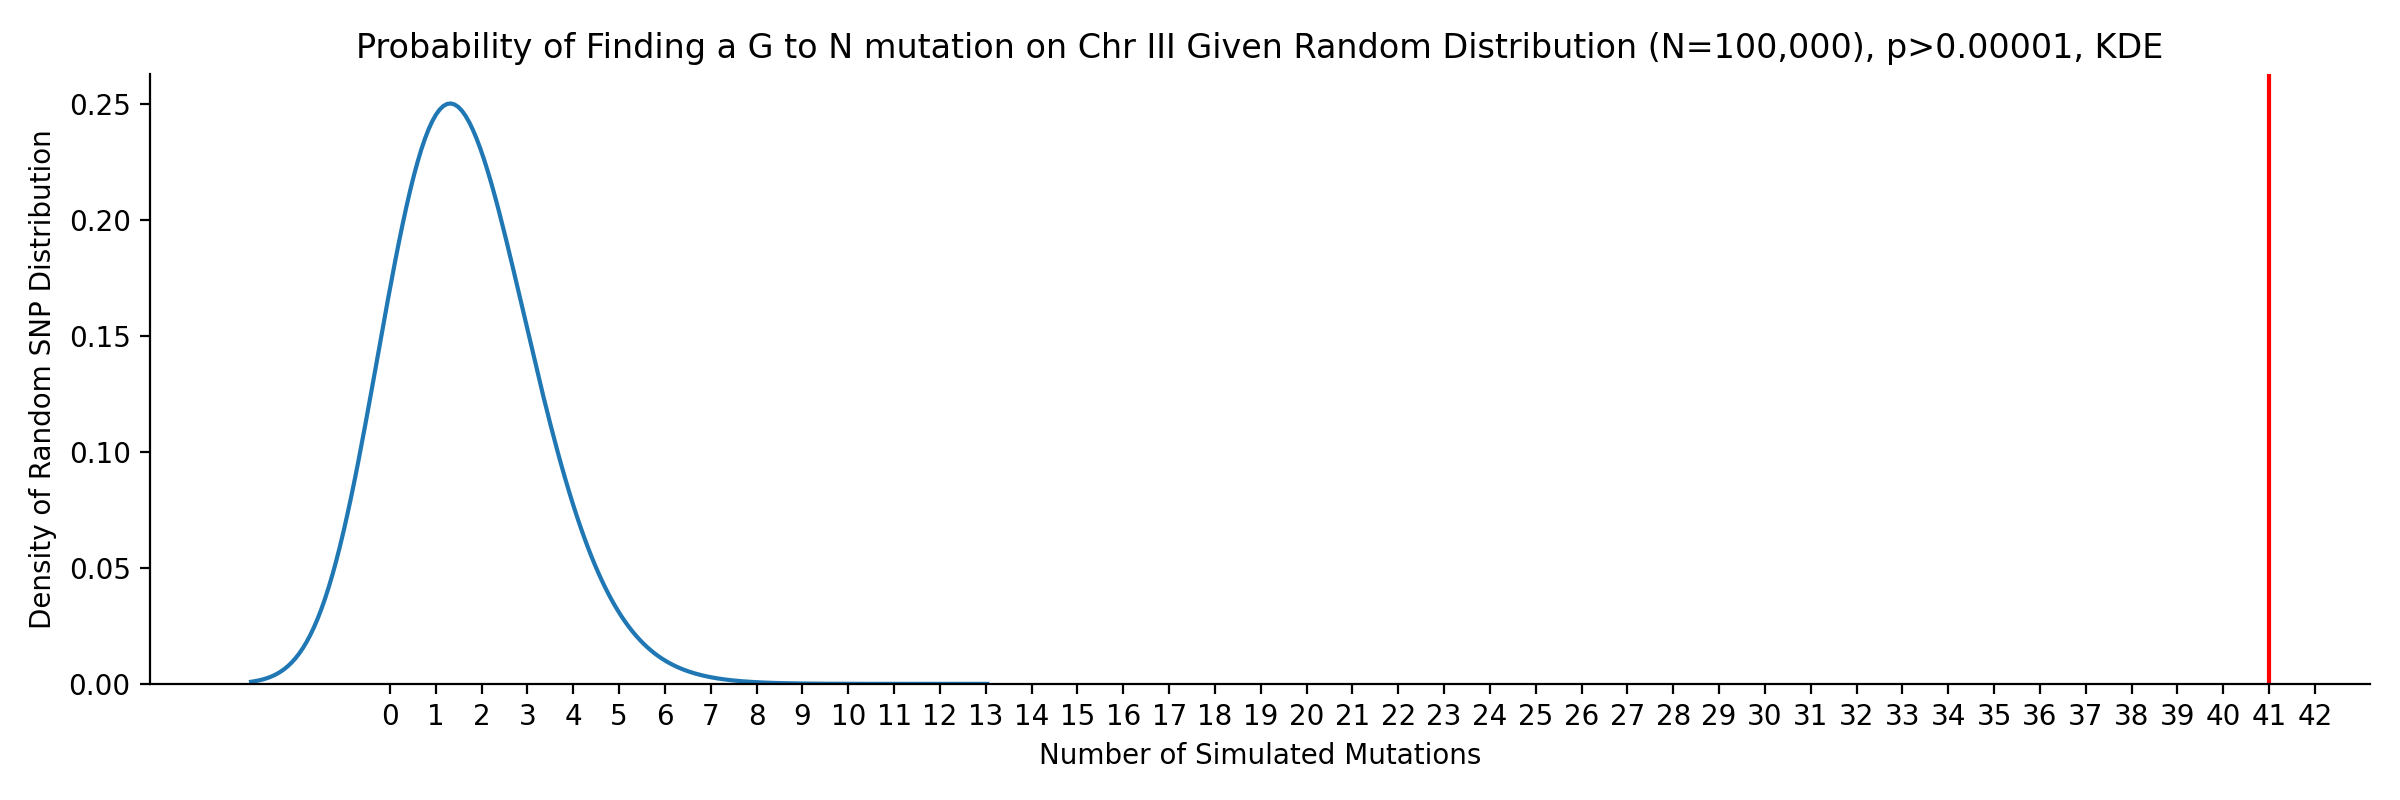 Probability of Finding a G to N mutation on Chr III Given Random Distribution (N=100,000), p>0.00001, KDE
Density of Random SNP Distribution
0.25
0.20
0.15
0.10
0.05
0.00
0 1 2 3 4 5 6 7 8 9 10 11 12 13 14 15 16 17 18 19 20 21 22 23 24 25 26 27 28 29 30 31 32 33 34 35 36 37 38 39 40 41 42
Number of Simulated Mutations